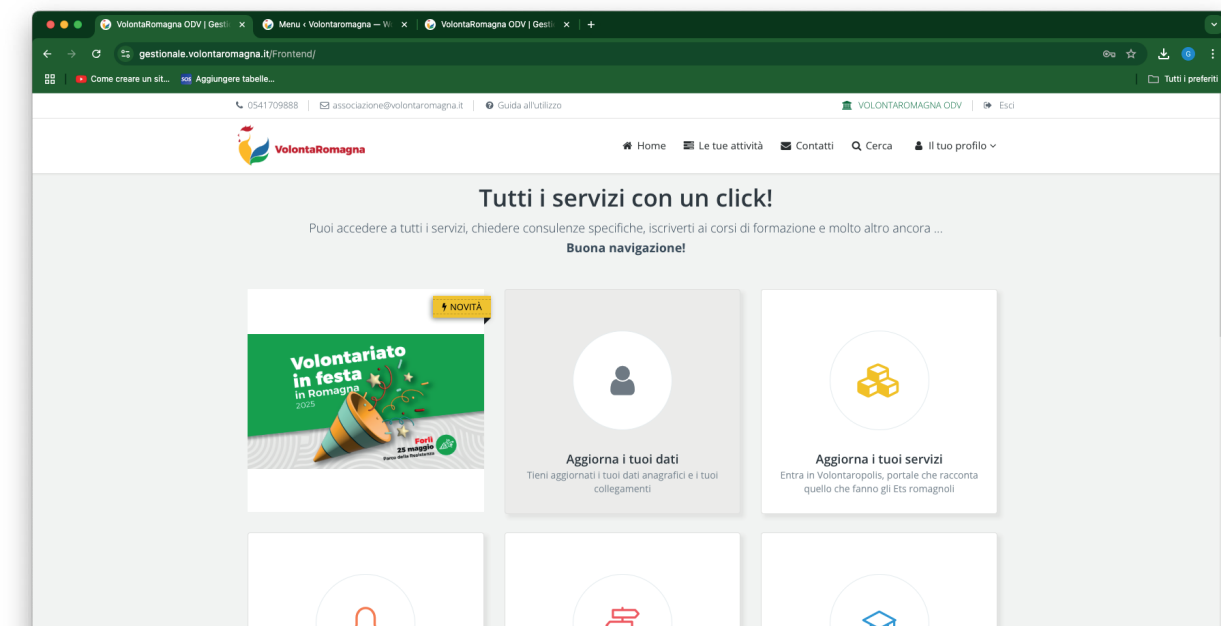 VolontaRomagna ODV | Gesti
Menu ‹ Volontaromagna — W
VolontaRomagna ODV | Gesti
gestionale.volontaromagna.it/Frontend/
Come creare un sit...
SOS
Aggiungere tabelle...
Tutti i preferiti
G
0541709888
associazione@volontaromagna.it
Guida all'utilizzo
VOLONTAROMAGNA ODV
Esci
VolontaRomagna
Home
Le tue attività
Contatti
Cerca
Il tuo profilo
Tutti i servizi con un click!
Puoi accedere a tutti i servizi, chiedere consulenze specifiche, iscriverti ai corsi di formazione e molto altro ancora ...
Buona navigazione!
NOVITÀ
Volontariato
in festa
in Romagna
2025
Forlì
25 maggio
Parco della Resistenza
Aggiorna i tuoi dati
Tieni aggiornati i tuoi dati anagrafici e i tuoi
collegamenti
Aggiorna i tuoi servizi
Entra in Volontaropolis, portale che racconta
quello che fanno gli Ets romagnoli